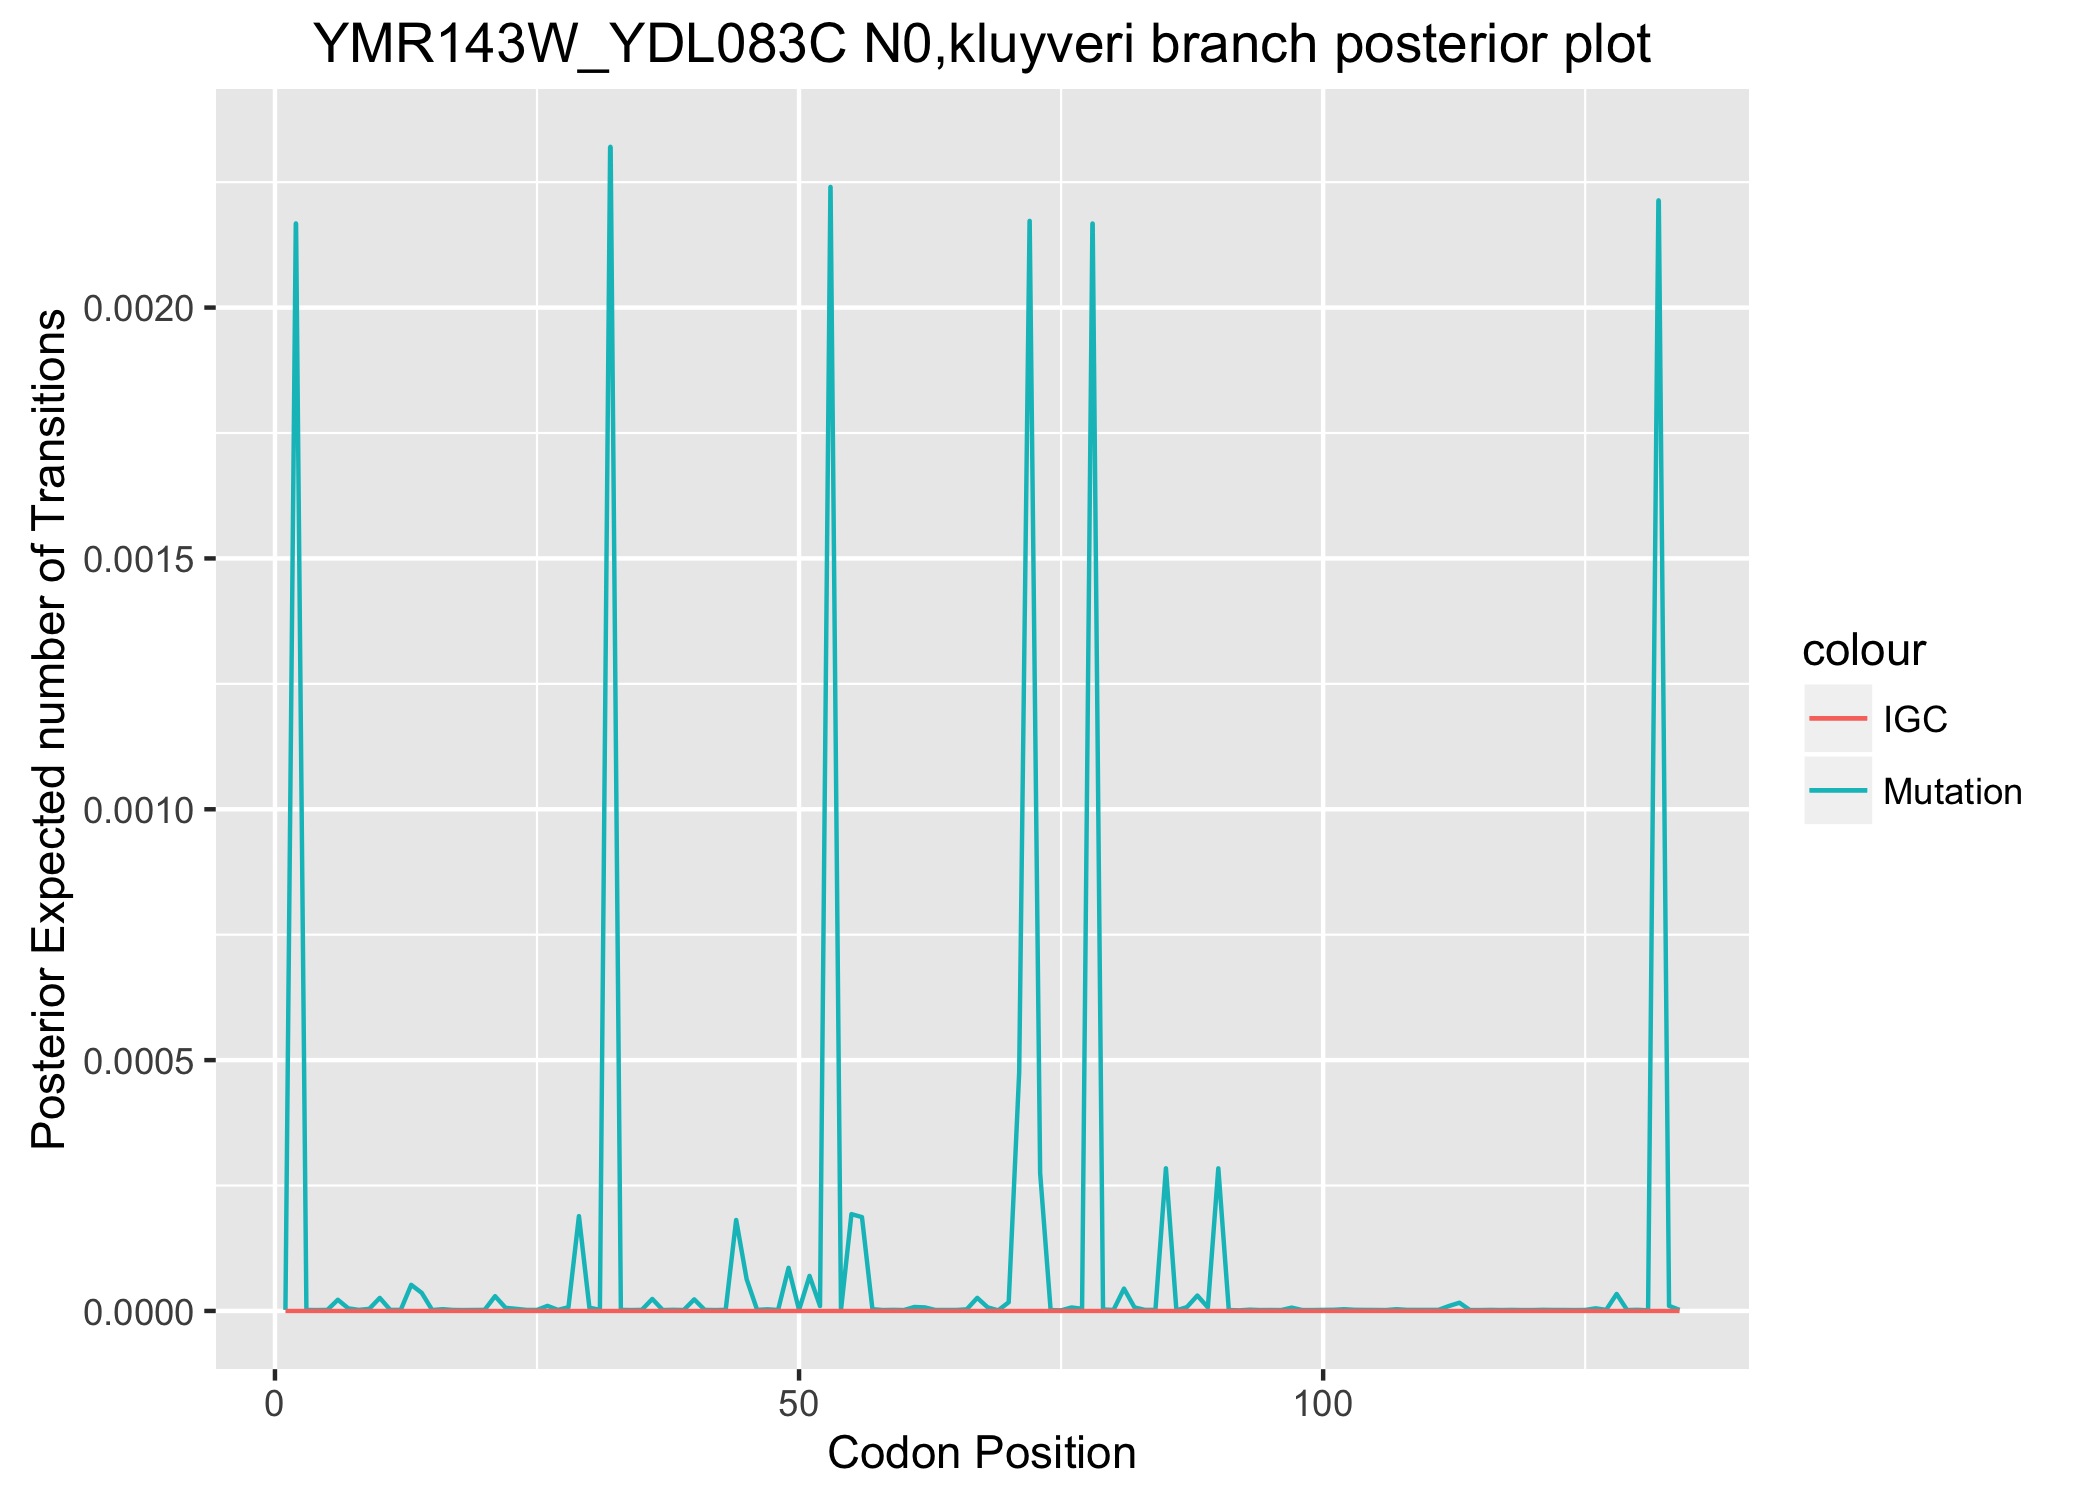 YMR143W_YDL083C N0,kluyveri branch posterior plot
Posterior Expected number of Transitions
0.0020
0.0015
0.0010
0.0005
0.0000
0
50
100
Codon Position
colour
IGC
Mutation